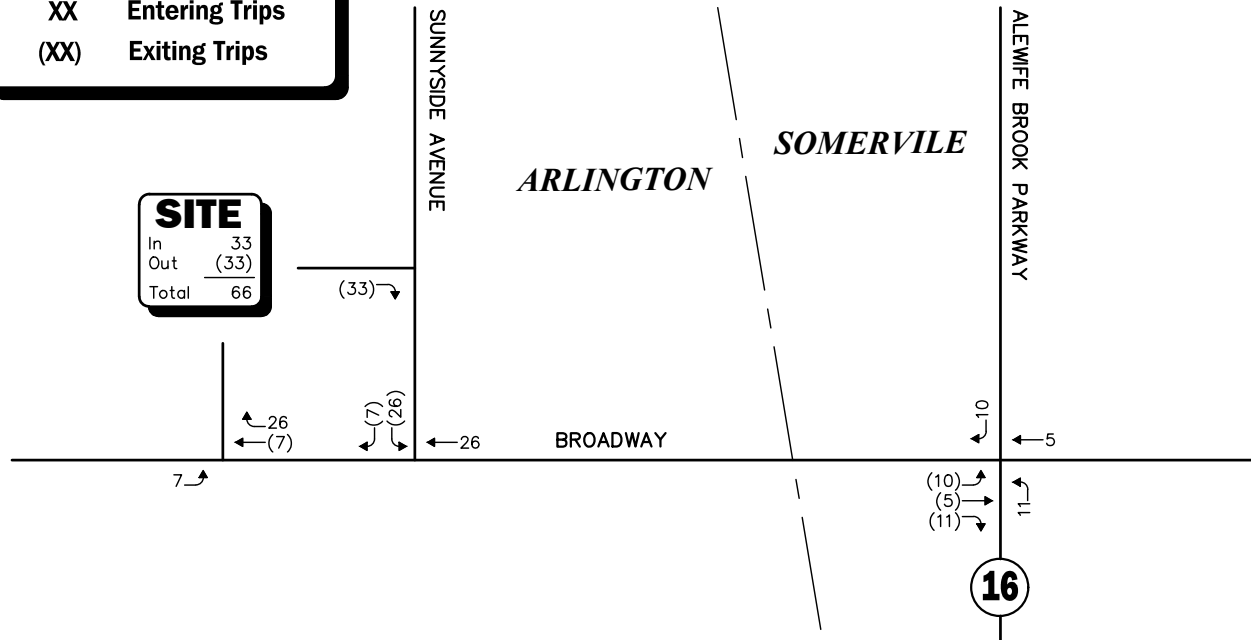 XX Entering Trips
(XX) Exiting Trips
SUNNYSIDE AVENUE
ALEWIFE BROOK PARKWAY
SOMERVILE
ARLINGTON
SITE
In 33
Out (33)
Total 66
(33)
26
(7)
7
(7)
(26)
26
BROADWAY
10
5
(10)
(5)
(11)
11
16